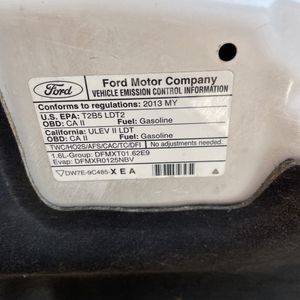 Ford
Ford Motor Company
VEHICLE EMISSION CONTROL INFORMATION
Conforms to regulations: 2013 MY
U.S. EPA: T2B5 LDT2
OBD: CA II Fuel: Gasoline
California: ULEV II LDT
OBD: CA II Fuel: Gasoline
TWC/HO2S/AFS/CAC/TC/DFI No adjustments needed.
1.6L-Group: DFMXT01.62E9
Evap: DFMXR0125NBV
DW7E-9C485-XEA